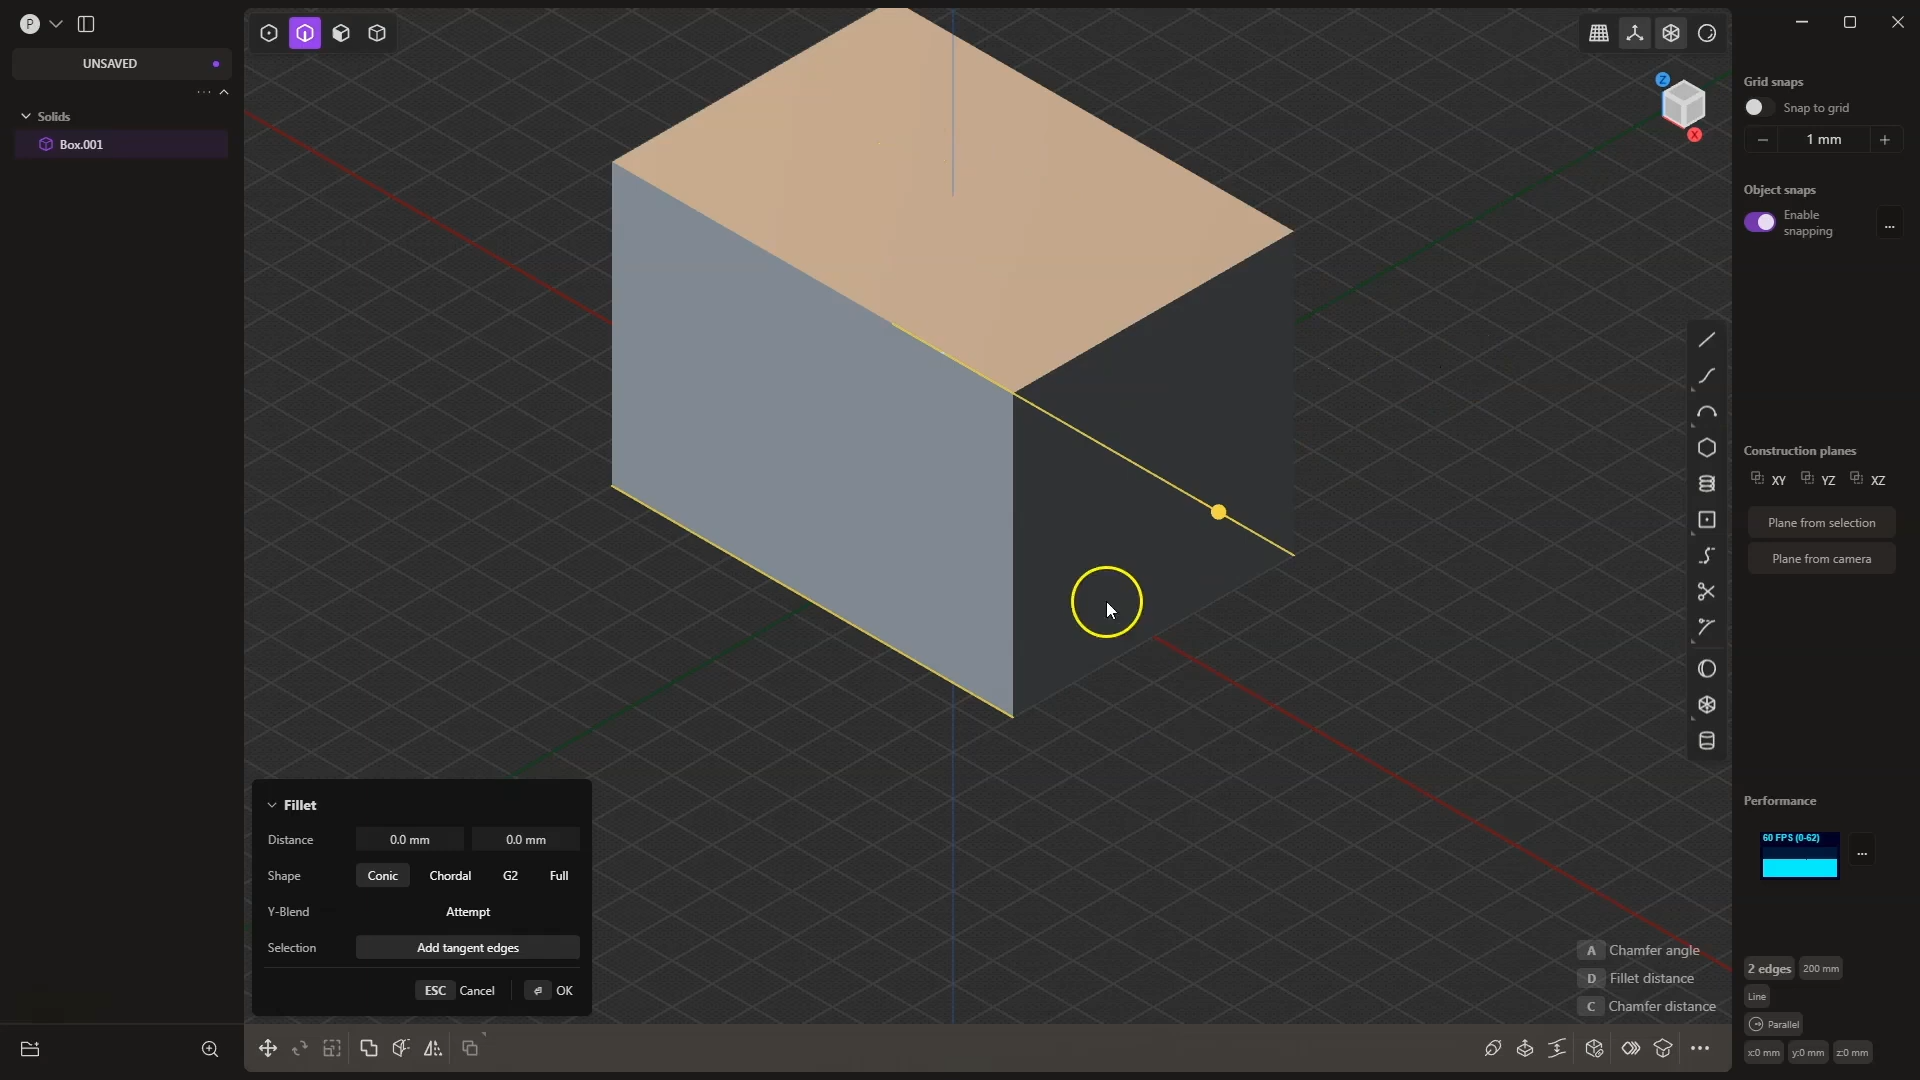 P
UNSAVED
...
Solids
Box.001
Z
X
Grid snaps
Snap to grid
− 1 mm +
Object snaps
Enable
snapping
...
Construction planes
XY YZ XZ
Plane from selection
Plane from camera
Fillet
Distance 0.0 mm 0.0 mm
Shape Conic Chordal G2 Full
Y-Blend Attempt
Selection Add tangent edges
ESC Cancel OK
A Chamfer angle
D Fillet distance
C Chamfer distance
Performance
60 FPS (0-62)
...
2 edges 200 mm
Line
Parallel
x:0 mm y:0 mm z:0 mm